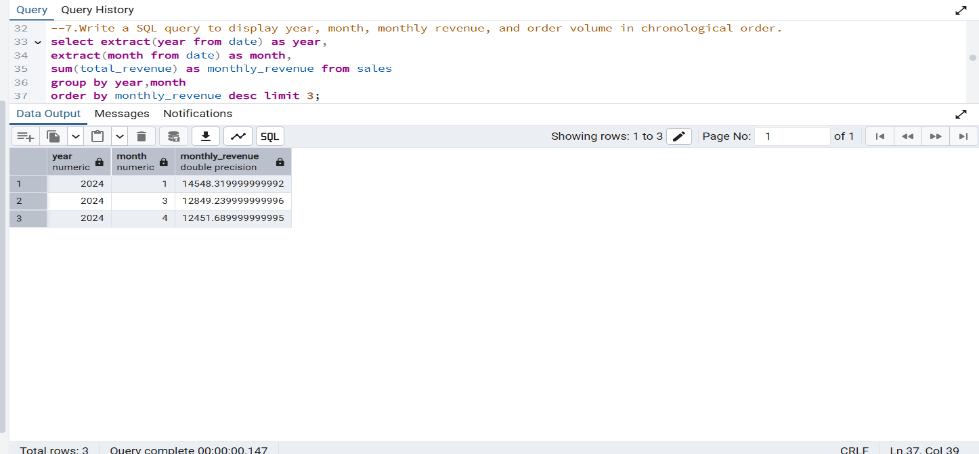 Query Query History
32 --7.Write a SQL query to display year, month, monthly revenue, and order volume in chronological order.
33 select extract(year from date) as year,
34 extract(month from date) as month,
35 sum(total_revenue) as monthly_revenue from sales
36 group by year,month
37 order by monthly_revenue desc limit 3;
Data Output Messages Notifications
SQL Showing rows: 1 to 3 Page No: 1 of 1
year month monthly_revenue
numeric numeric double precision
1 2024 1 14548.319999999992
2 2024 3 12849.239999999996
3 2024 4 12451.689999999995
Total rows: 3 Query complete 00:00:00.147 CRLF Ln 37, Col 39